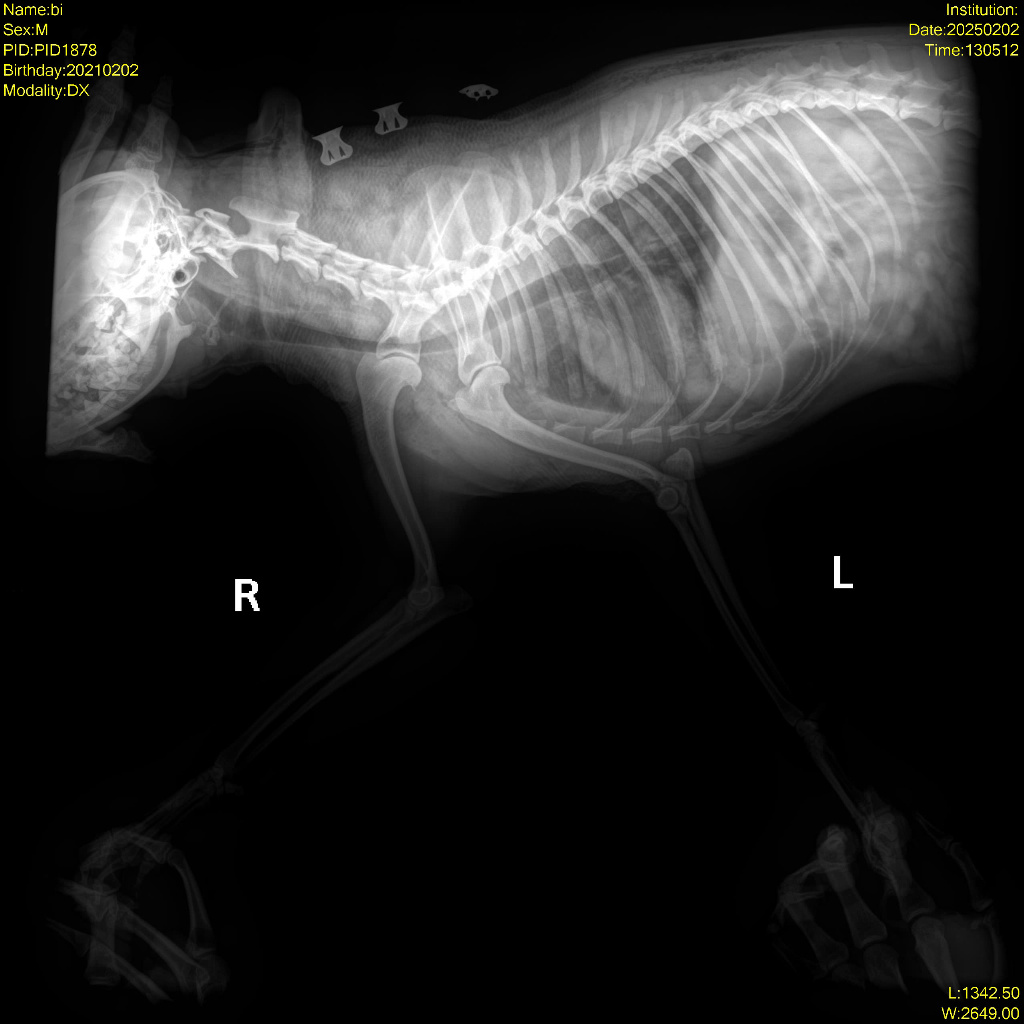 Name:bi
Sex:M
PID:PID1878
Birthday:20210202
Modality:DX
Institution:
Date:20250202
Time:130512
R
L
L:1342.50
W:2649.00